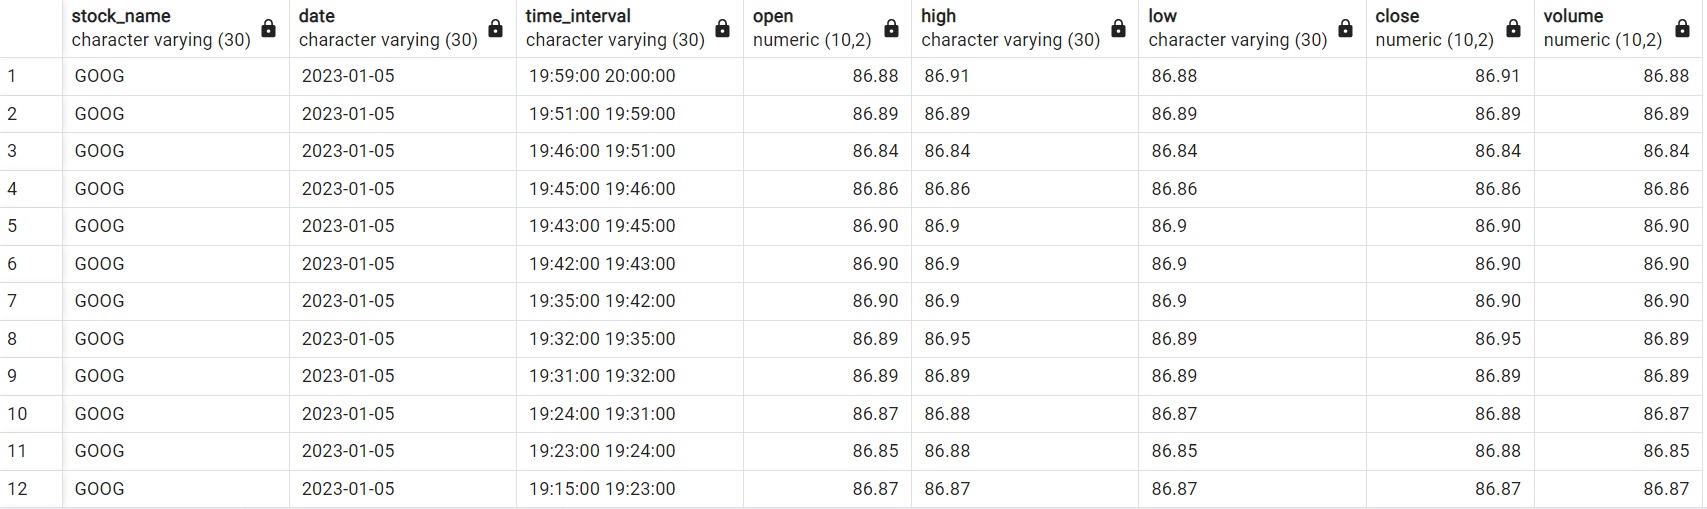 stock_name date time_interval open high low close volume
character varying (30) character varying (30) character varying (30) numeric (10,2) character varying (30) character varying (30) numeric (10,2) numeric (10,2)
1 GOOG 2023-01-05 19:59:00 20:00:00 86.88 86.91 86.88 86.91 86.88
2 GOOG 2023-01-05 19:51:00 19:59:00 86.89 86.89 86.89 86.89 86.89
3 GOOG 2023-01-05 19:46:00 19:51:00 86.84 86.84 86.84 86.84 86.84
4 GOOG 2023-01-05 19:45:00 19:46:00 86.86 86.86 86.86 86.86 86.86
5 GOOG 2023-01-05 19:43:00 19:45:00 86.90 86.9 86.9 86.90 86.90
6 GOOG 2023-01-05 19:42:00 19:43:00 86.90 86.9 86.9 86.90 86.90
7 GOOG 2023-01-05 19:35:00 19:42:00 86.90 86.9 86.9 86.90 86.90
8 GOOG 2023-01-05 19:32:00 19:35:00 86.89 86.95 86.89 86.95 86.89
9 GOOG 2023-01-05 19:31:00 19:32:00 86.89 86.89 86.89 86.89 86.89
10 GOOG 2023-01-05 19:24:00 19:31:00 86.87 86.88 86.87 86.88 86.87
11 GOOG 2023-01-05 19:23:00 19:24:00 86.85 86.88 86.85 86.88 86.85
12 GOOG 2023-01-05 19:15:00 19:23:00 86.87 86.87 86.87 86.87 86.87